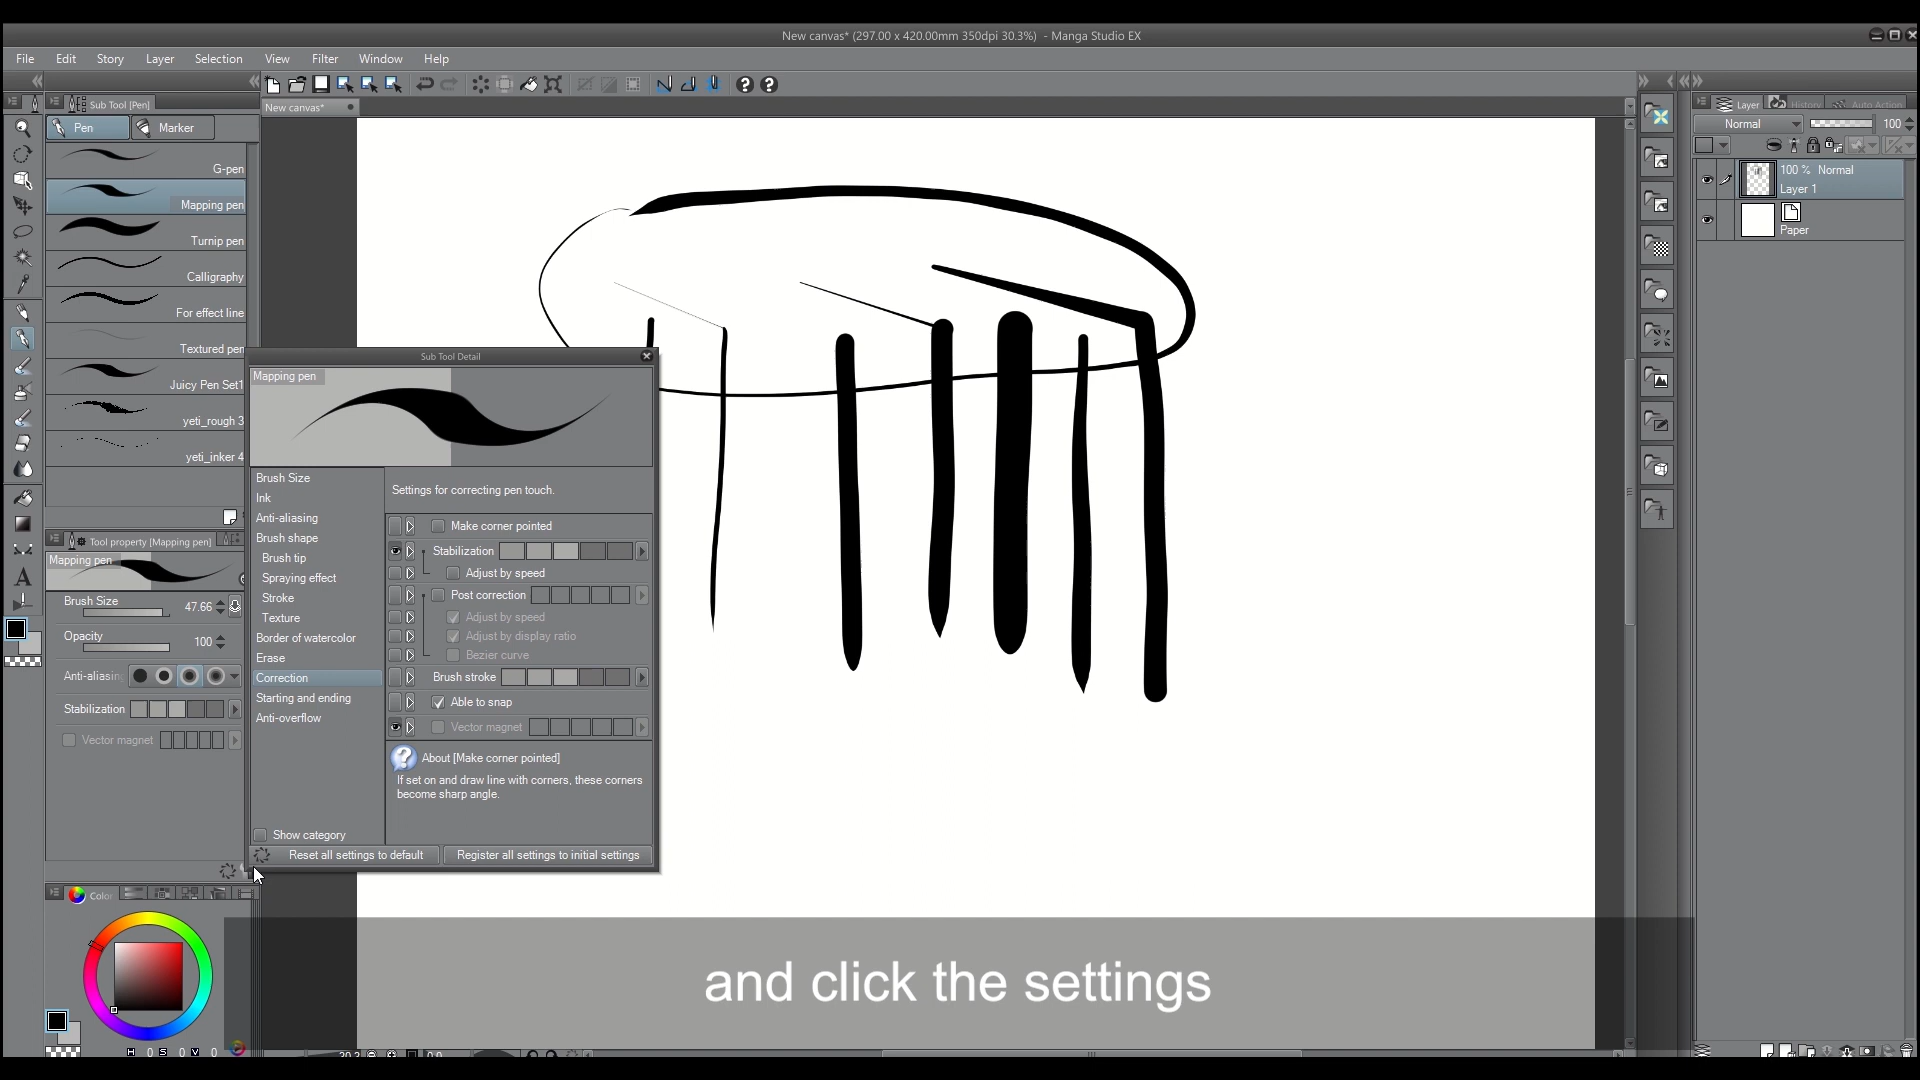 New canvas* (297.00 x 420.00mm 350dpi 30.3%) - Manga Studio EX
File Edit Story Layer Selection View Filter Window Help
New canvas*
Sub Tool [Pen]
Pen Marker
G-pen
Mapping pen
Turnip pen
Calligraphy
For effect line
Textured pen
Juicy Pen Set1
yeti_rough 3
yeti_inker 4
Tool property [Mapping pen]
Mapping pen
Brush Size 47.66
Opacity 100
Anti-aliasing
Stabilization
Vector magnet
Color
H 0 S 0 V 0
Sub Tool Detail
Mapping pen
Brush Size
Ink
Anti-aliasing
Brush shape
Brush tip
Spraying effect
Stroke
Texture
Border of watercolor
Erase
Correction
Starting and ending
Anti-overflow
Show category
Settings for correcting pen touch.
Make corner pointed
Stabilization
Adjust by speed
Post correction
Adjust by speed
Adjust by display ratio
Bezier curve
Brush stroke
Able to snap
Vector magnet
About [Make corner pointed]
If set on and draw line with corners, these corners
become sharp angle.
Reset all settings to default Register all settings to initial settings
Layer History Auto Action
Normal 100
100 % Normal
Layer 1
Paper
and click the settings